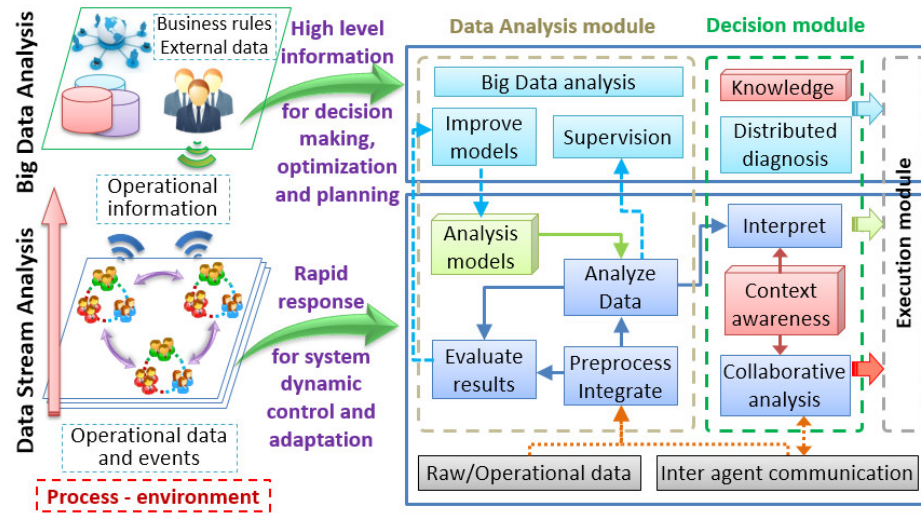 Big Data Analysis
Business rules
External data
Operational
information
High level
information
for decision
making,
optimization
and planning
Data Stream Analysis
Rapid
response
for system
dynamic
control and
adaptation
Operational data
and events
Process - environment
Data Analysis module
Big Data analysis
Improve
models
Supervision
Analysis
models
Analyze
Data
Evaluate
results
Preprocess
Integrate
Raw/Operational data
Decision module
Knowledge
Distributed
diagnosis
Interpret
Context
awareness
Collaborative
analysis
Inter agent communication
Execution module